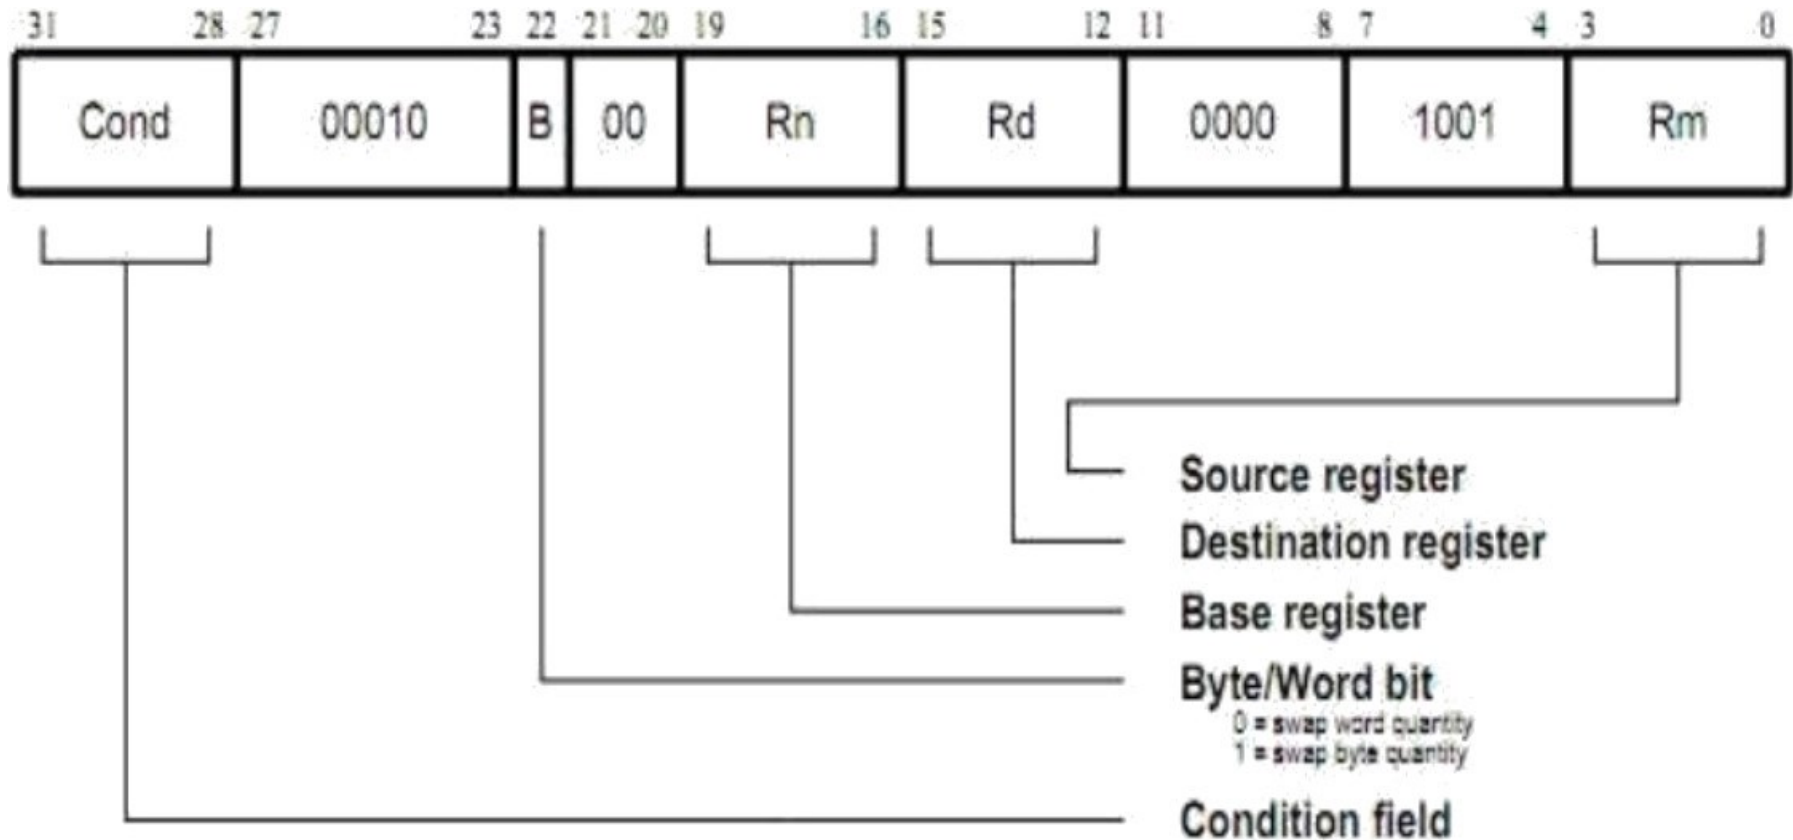 31 28 27 23 22 21 20 19 16 15 12 11 8 7 4 3 0
Cond 00010 B 00 Rn Rd 0000 1001 Rm
Source register
Destination register
Base register
Byte/Word bit
0 = swap word quantity
1 = swap byte quantity
Condition field